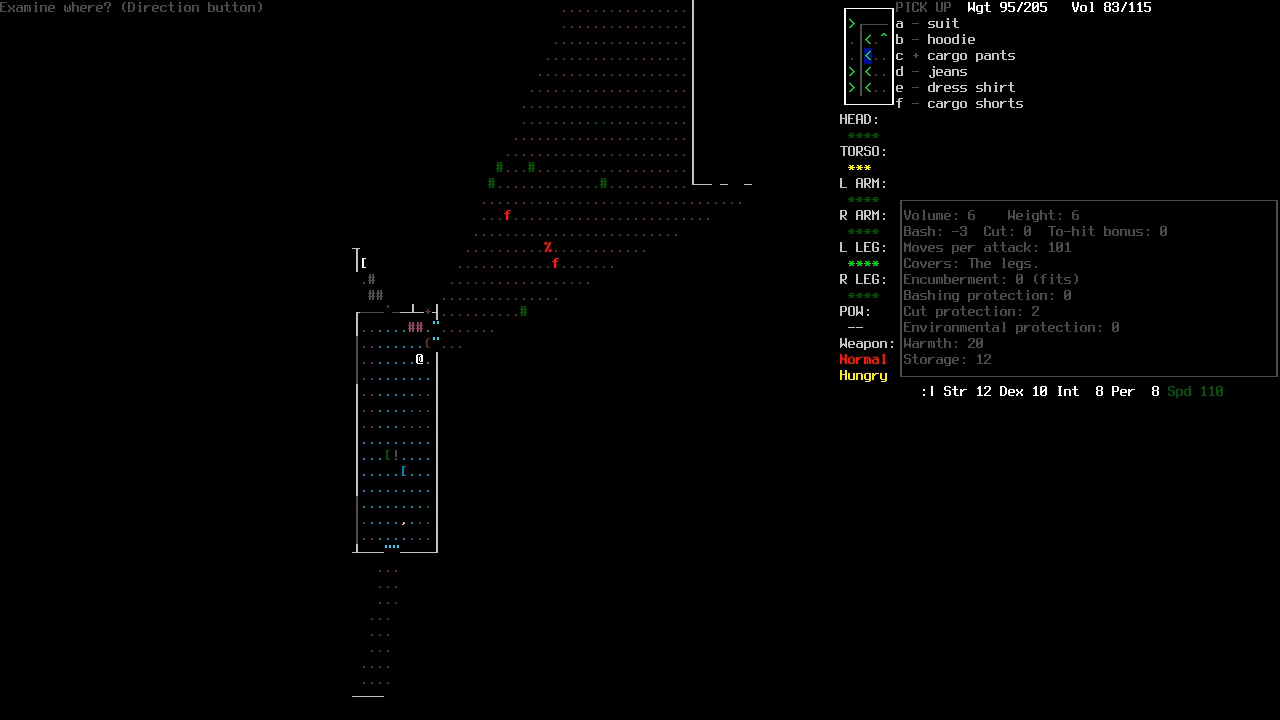 Examine where? (Direction button)
PICK UP  Wgt 95/205   Vol 83/115
a - suit
b - hoodie
c + cargo pants
d - jeans
e - dress shirt
f - cargo shorts
HEAD:
****
TORSO:
***
L ARM:
****
R ARM:
****
L LEG:
****
R LEG:
****
POW:
--
Weapon:
Normal
Hungry
Volume: 6    Weight: 6
Bash: -3  Cut: 0  To-hit bonus: 0
Moves per attack: 101
Covers: The legs.
Encumberment: 0 (fits)
Bashing protection: 0
Cut protection: 2
Environmental protection: 0
Warmth: 20
Storage: 12
:| Str 12 Dex 10 Int  8 Per  8 Spd 110